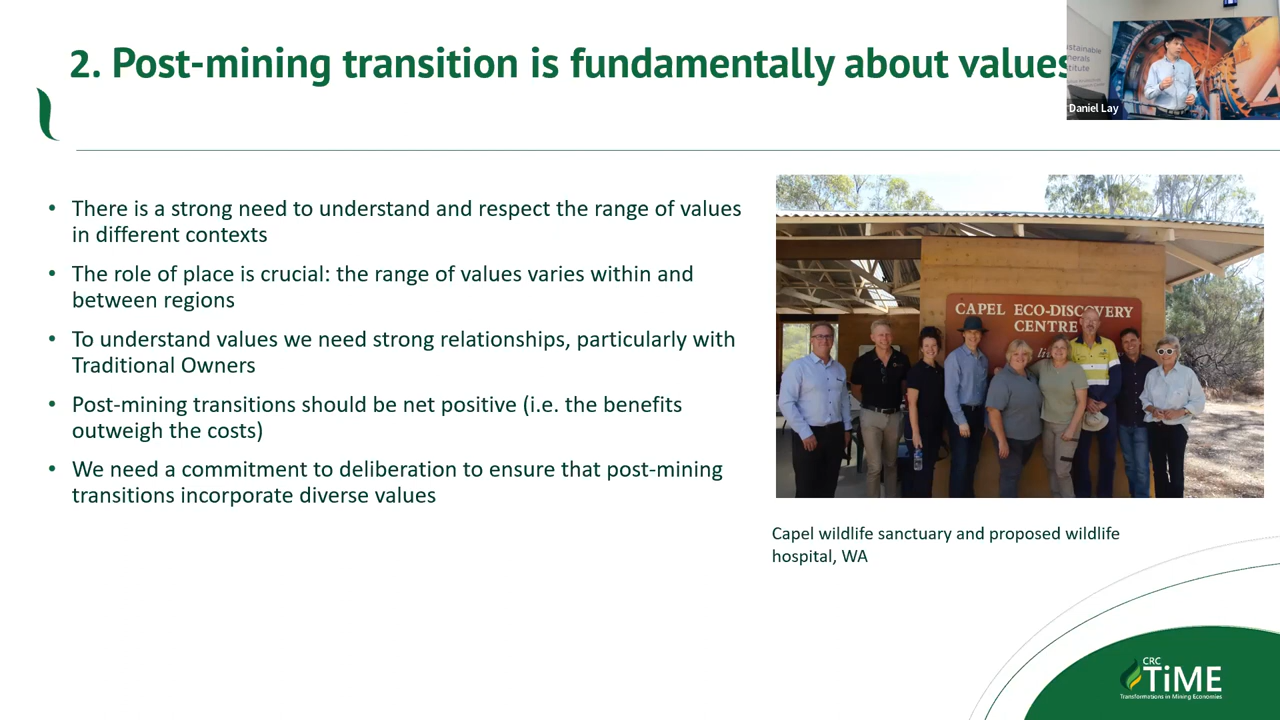 2. Post-mining transition is fundamentally about values
ustainable
nerals
titute
Daniel Lay
• There is a strong need to understand and respect the range of values
in different contexts
• The role of place is crucial: the range of values varies within and
between regions
• To understand values we need strong relationships, particularly with
Traditional Owners
• Post-mining transitions should be net positive (i.e. the benefits
outweigh the costs)
• We need a commitment to deliberation to ensure that post-mining
transitions incorporate diverse values
CAPEL ECO-DISCOVERY
CENTRE
Capel wildlife sanctuary and proposed wildlife
hospital, WA
CRC
TiME
Transformations in Mining Economies